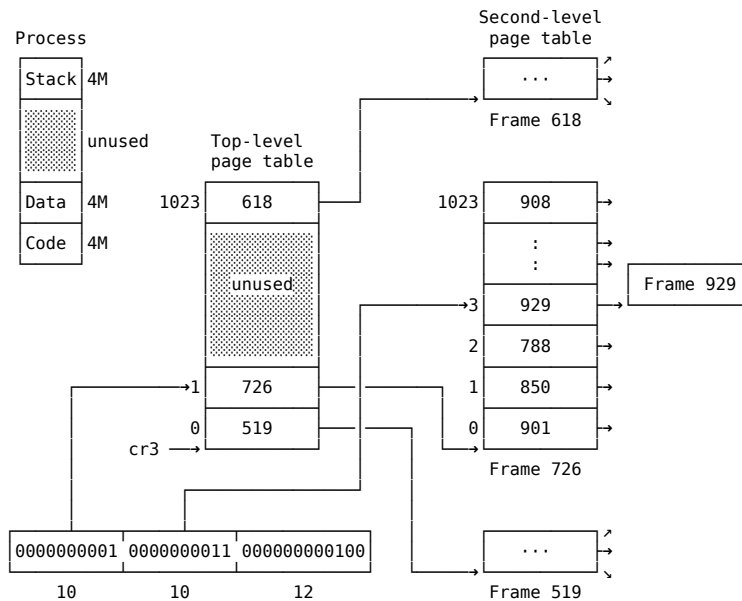 Second-level
page table
Process
Stack 4M
···
unused
Frame 618
Top-level
page table
Data 4M
1023 618
1023 908
Code 4M
:
:
unused
Frame 929
3 929
2 788
1 726
1 850
0 519
0 901
cr3
Frame 726
0000000001 0000000011 000000000100
···
10 10 12
Frame 519